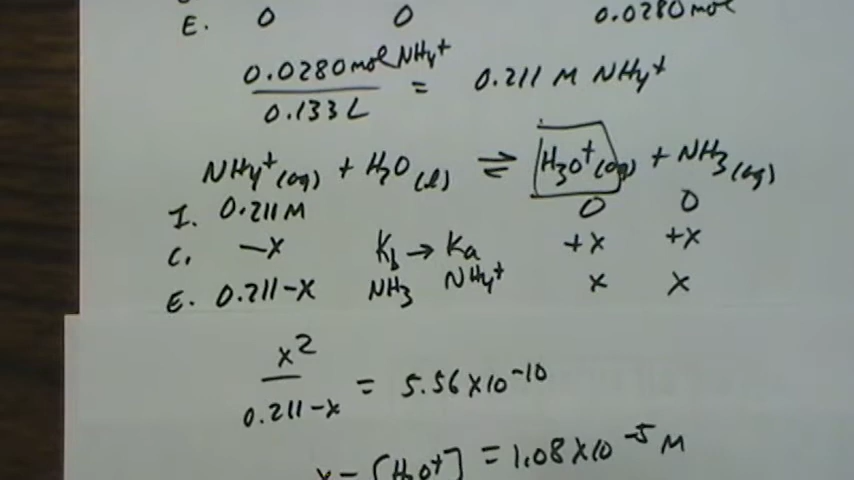 E. 0 0 0.0280 mol
0.0280 mol NH4+
0.133 L
= 0.211 M NH4+
NH4+(aq) + H2O(l) ⇌ H3O+(aq) + NH3(aq)
I. 0.211 M 0 0
C. -x Kb → Ka +x +x
E. 0.211-x NH3 NH4+ x x
x2
0.211-x
= 5.56 x 10-10
x = [H3O+] = 1.08 x 10-5 M